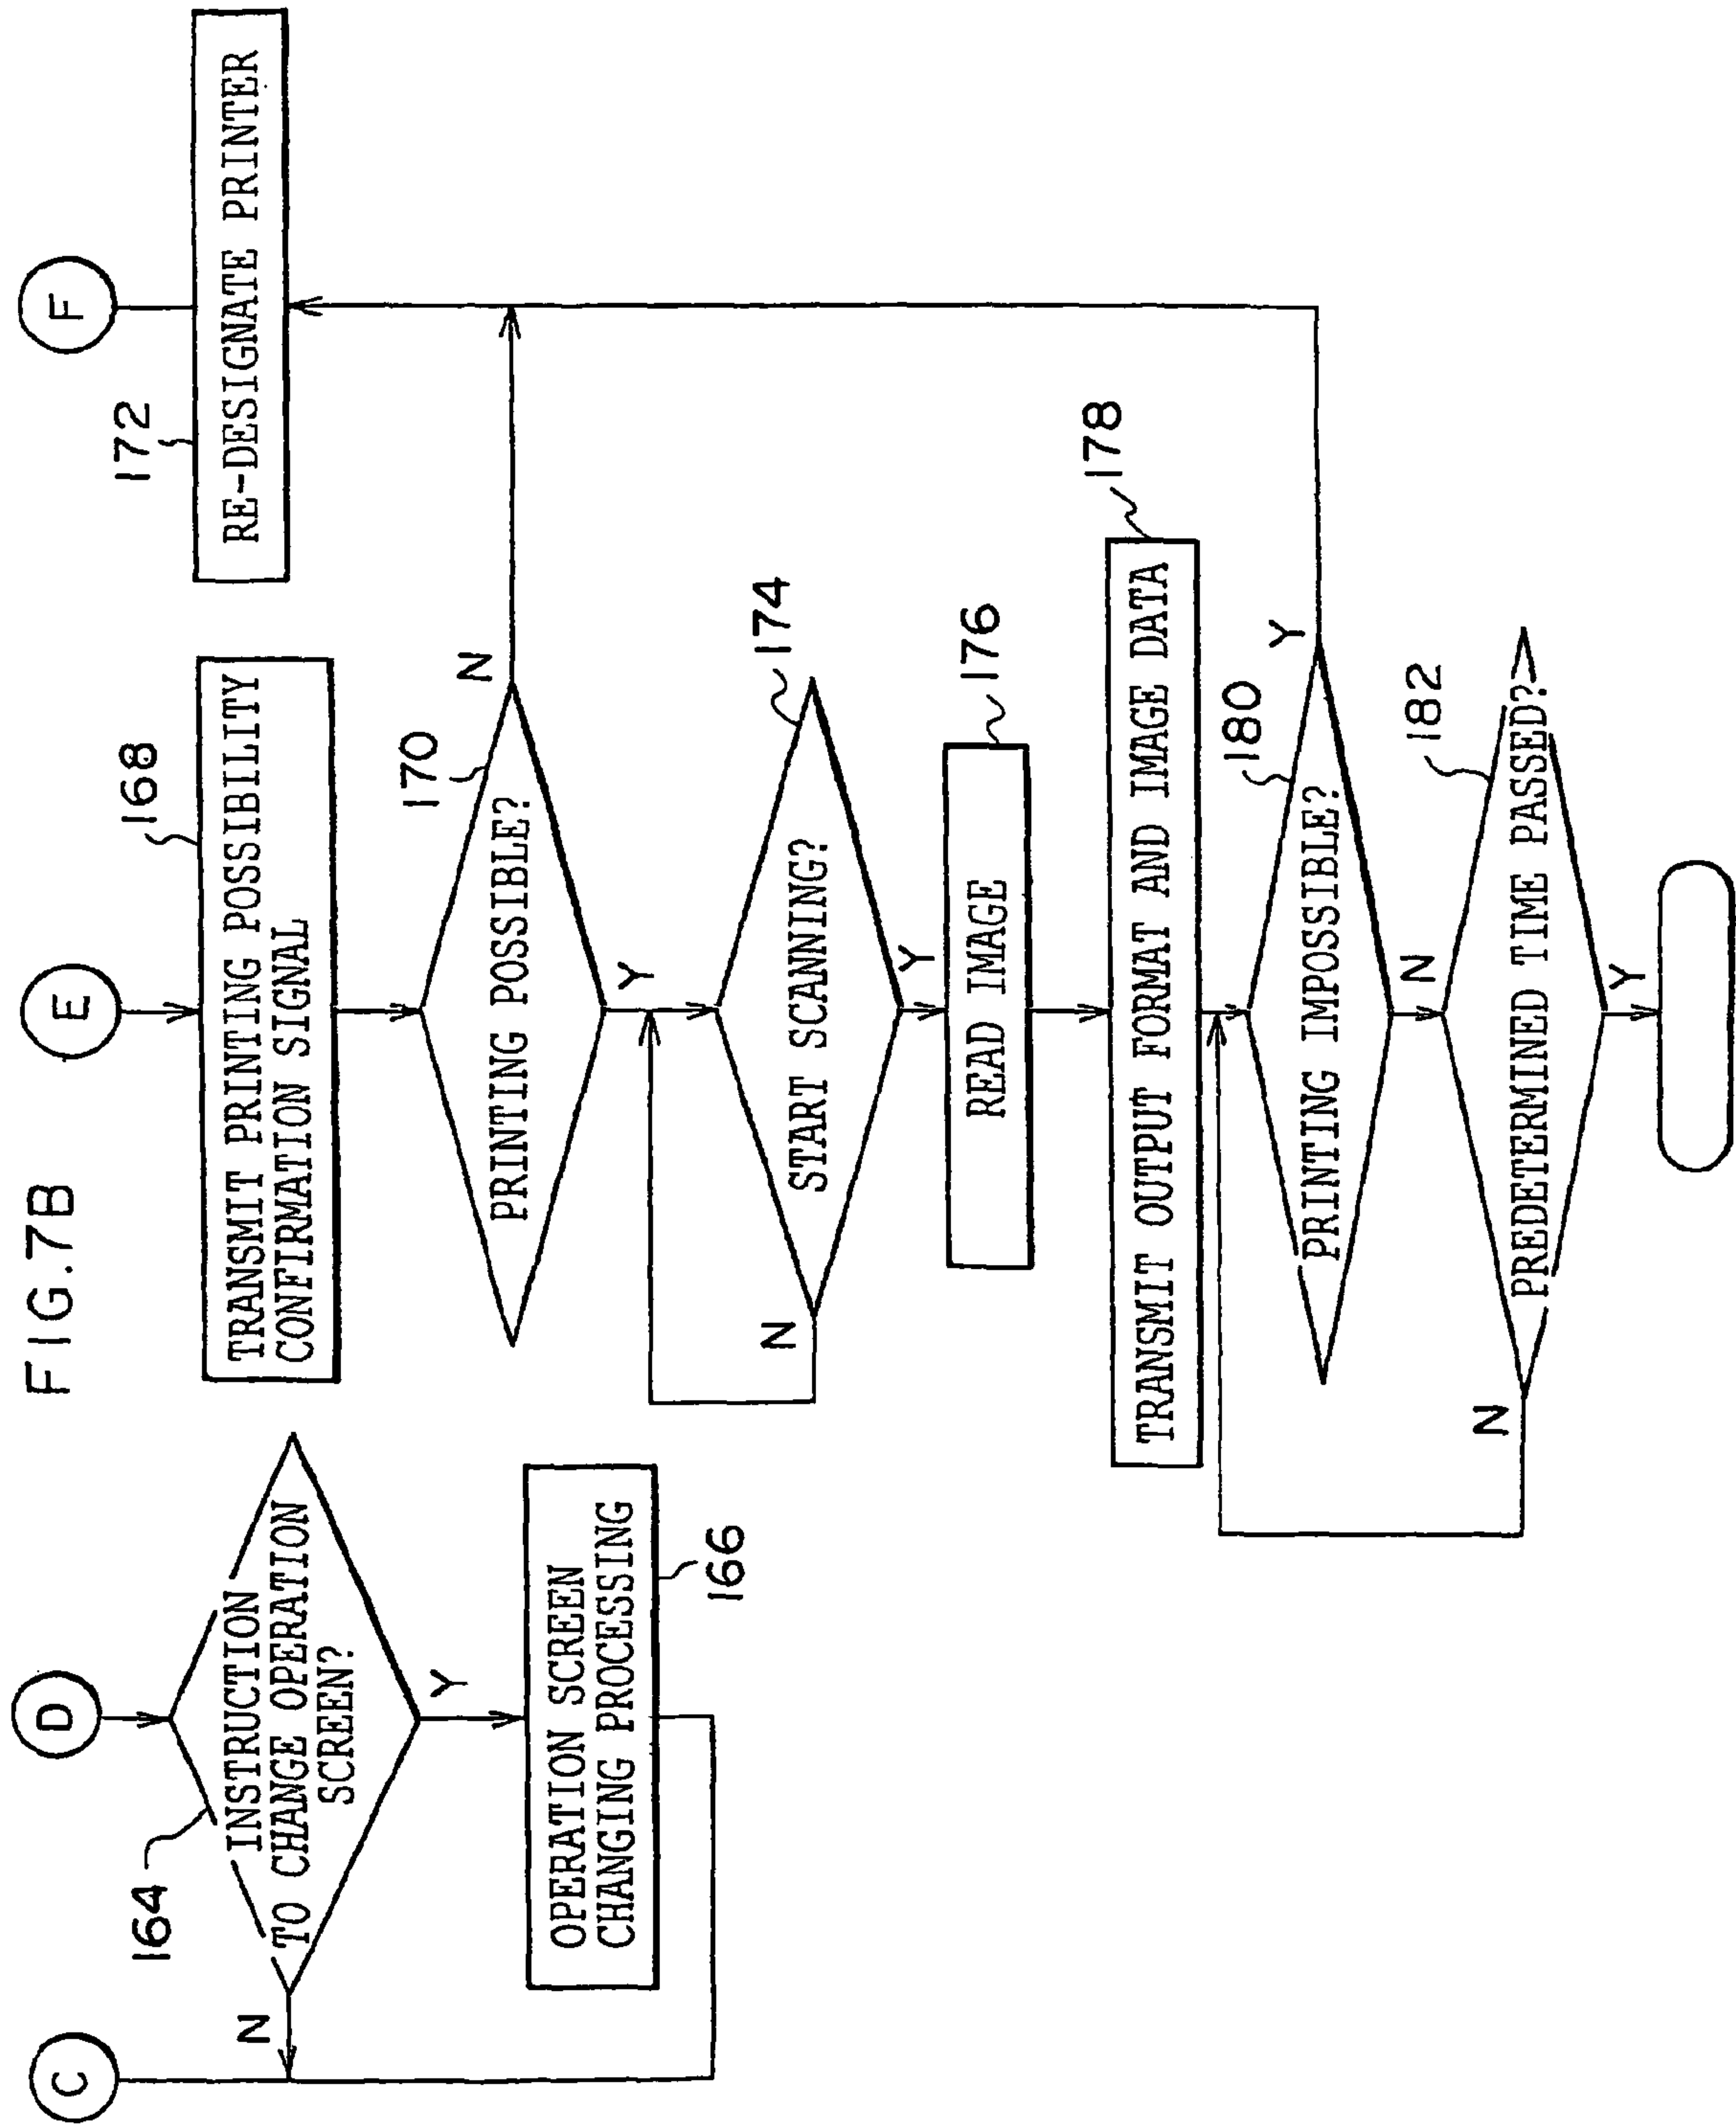 FIG.7B
C
D
164
INSTRUCTION
TO CHANGE OPERATION
SCREEN?
N
Y
OPERATION SCREEN
CHANGING PROCESSING
166
E
168
TRANSMIT PRINTING POSSIBILITY
CONFIRMATION SIGNAL
170
PRINTING POSSIBLE?
N
Y
174
START SCANNING?
N
Y
176
READ IMAGE
178
TRANSMIT OUTPUT FORMAT AND IMAGE DATA
180
PRINTING IMPOSSIBLE?
Y
N
182
PREDETERMINED TIME PASSED?
N
Y
F
172
RE-DESIGNATE PRINTER